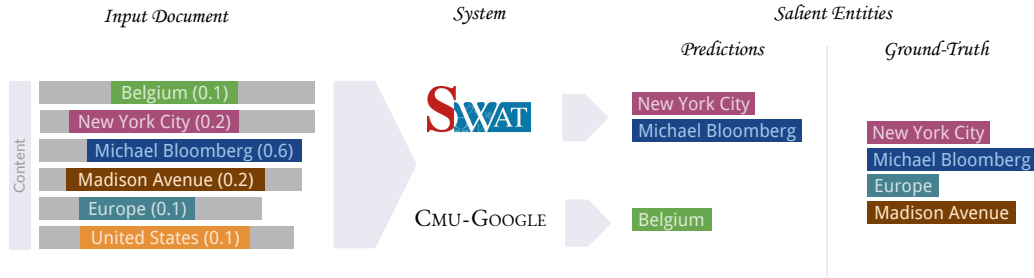 Input Document
System
Salient Entities
Predictions
Ground-Truth
Content
Belgium (0.1)
New York City (0.2)
Michael Bloomberg (0.6)
Madison Avenue (0.2)
Europe (0.1)
United States (0.1)
SWAT
CMU-GOOGLE
New York City
Michael Bloomberg
Belgium
New York City
Michael Bloomberg
Europe
Madison Avenue